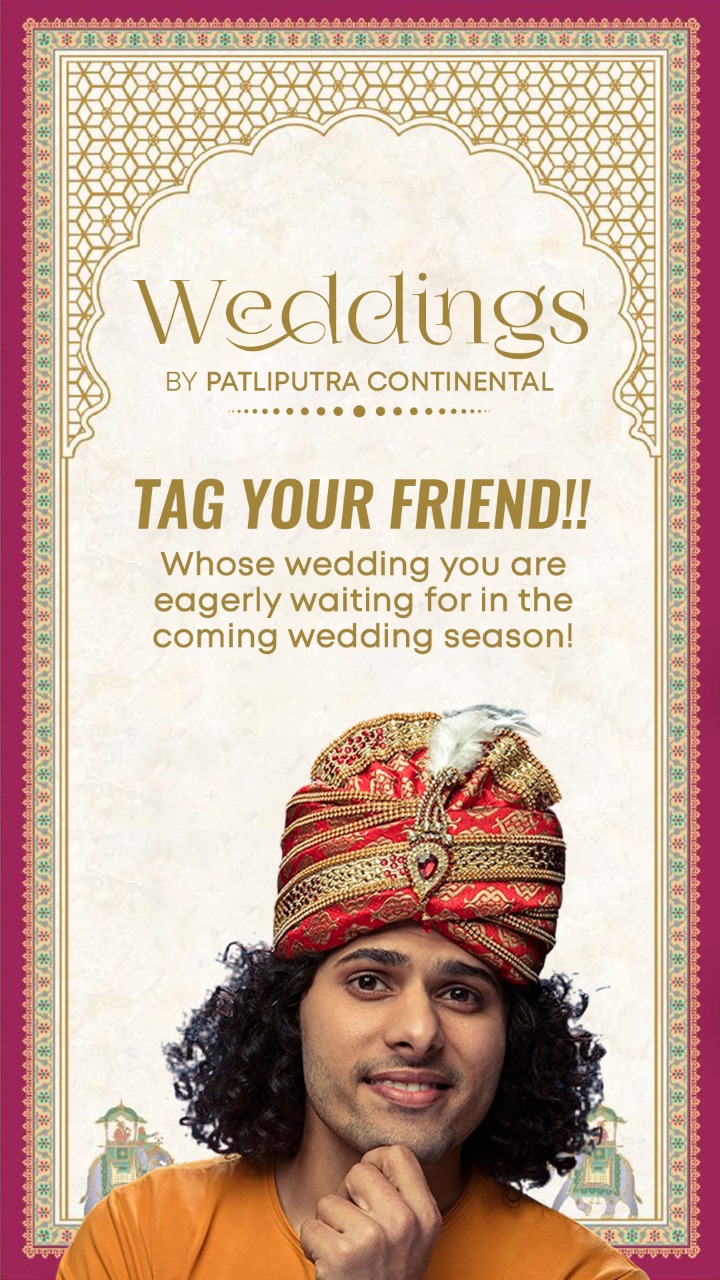 Weddings
BY PATLIPUTRA CONTINENTAL
TAG YOUR FRIEND!!
Whose wedding you are
eagerly waiting for in the
coming wedding season!